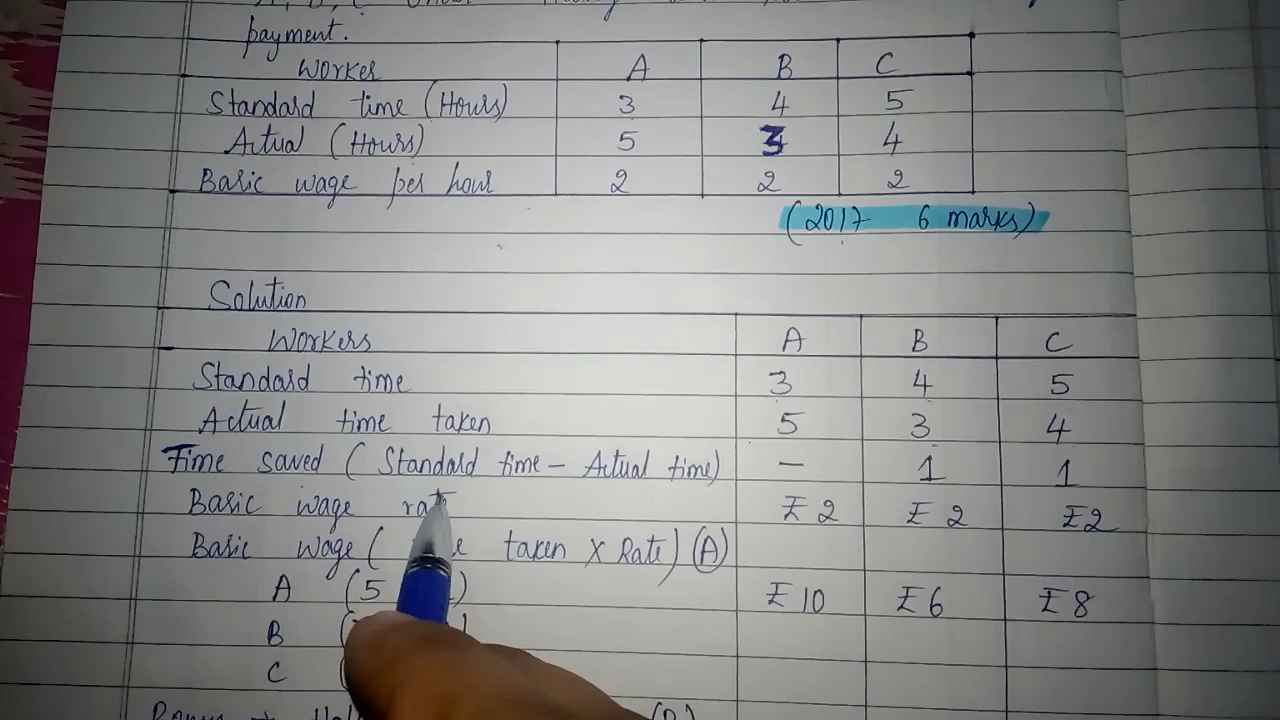 payment.
Worker A B C
Standard time (Hours) 3 4 5
Actual (Hours) 5 3 4
Basic wage per hour 2 2 2
(2017 6 marks)
Solution
Workers A B C
Standard time 3 4 5
Actual time taken 5 3 4
Time saved (Standard time - Actual time) — 1 1
Basic wage rate ₹2 ₹2 ₹2
Basic wage ( taken × Rate) (A)
A (5 ) ₹10 ₹6 ₹8
B (
C (